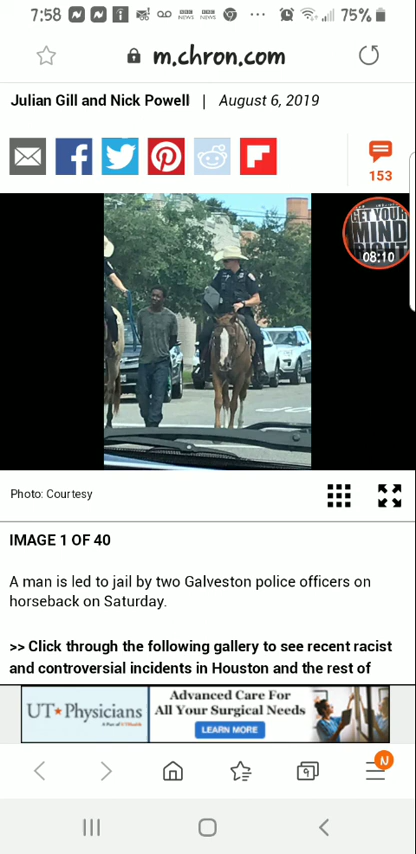 7:58
75%
m.chron.com
Julian Gill and Nick Powell | August 6, 2019
153
GET YOUR
MIND
RIGHT
08:10
Photo: Courtesy
IMAGE 1 OF 40
A man is led to jail by two Galveston police officers on
horseback on Saturday.
>> Click through the following gallery to see recent racist
and controversial incidents in Houston and the rest of
UT★Physicians
Advanced Care For
All Your Surgical Needs
LEARN MORE
9
N